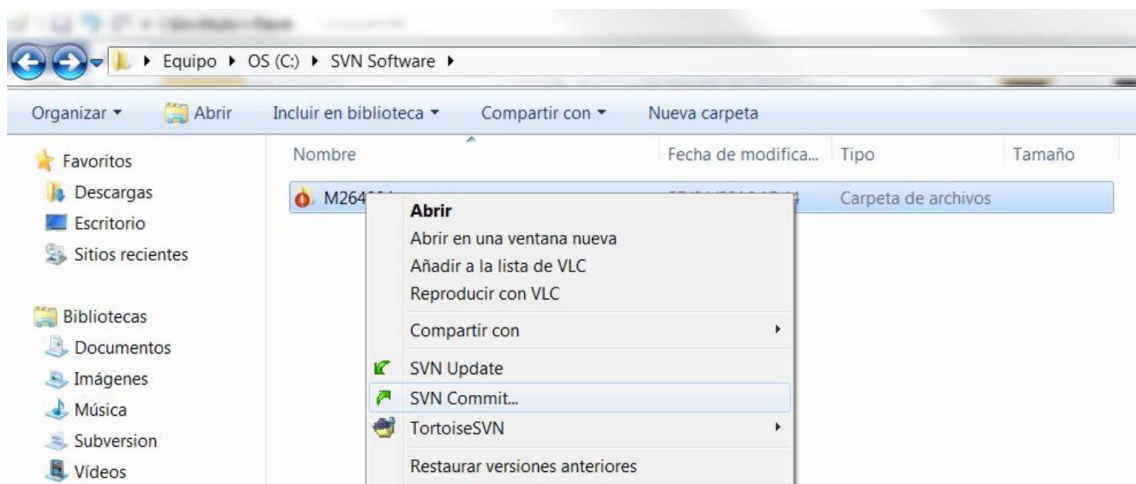 Equipo OS (C:) SVN Software
Organizar Abrir Incluir en biblioteca Compartir con Nueva carpeta
Favoritos
Descargas
Escritorio
Sitios recientes
Bibliotecas
Documentos
Imágenes
Música
Subversion
Vídeos
Nombre Fecha de modifica... Tipo Tamaño
Carpeta de archivos
Abrir
Abrir en una ventana nueva
Añadir a la lista de VLC
Reproducir con VLC
Compartir con
SVN Update
SVN Commit...
TortoiseSVN
Restaurar versiones anteriores